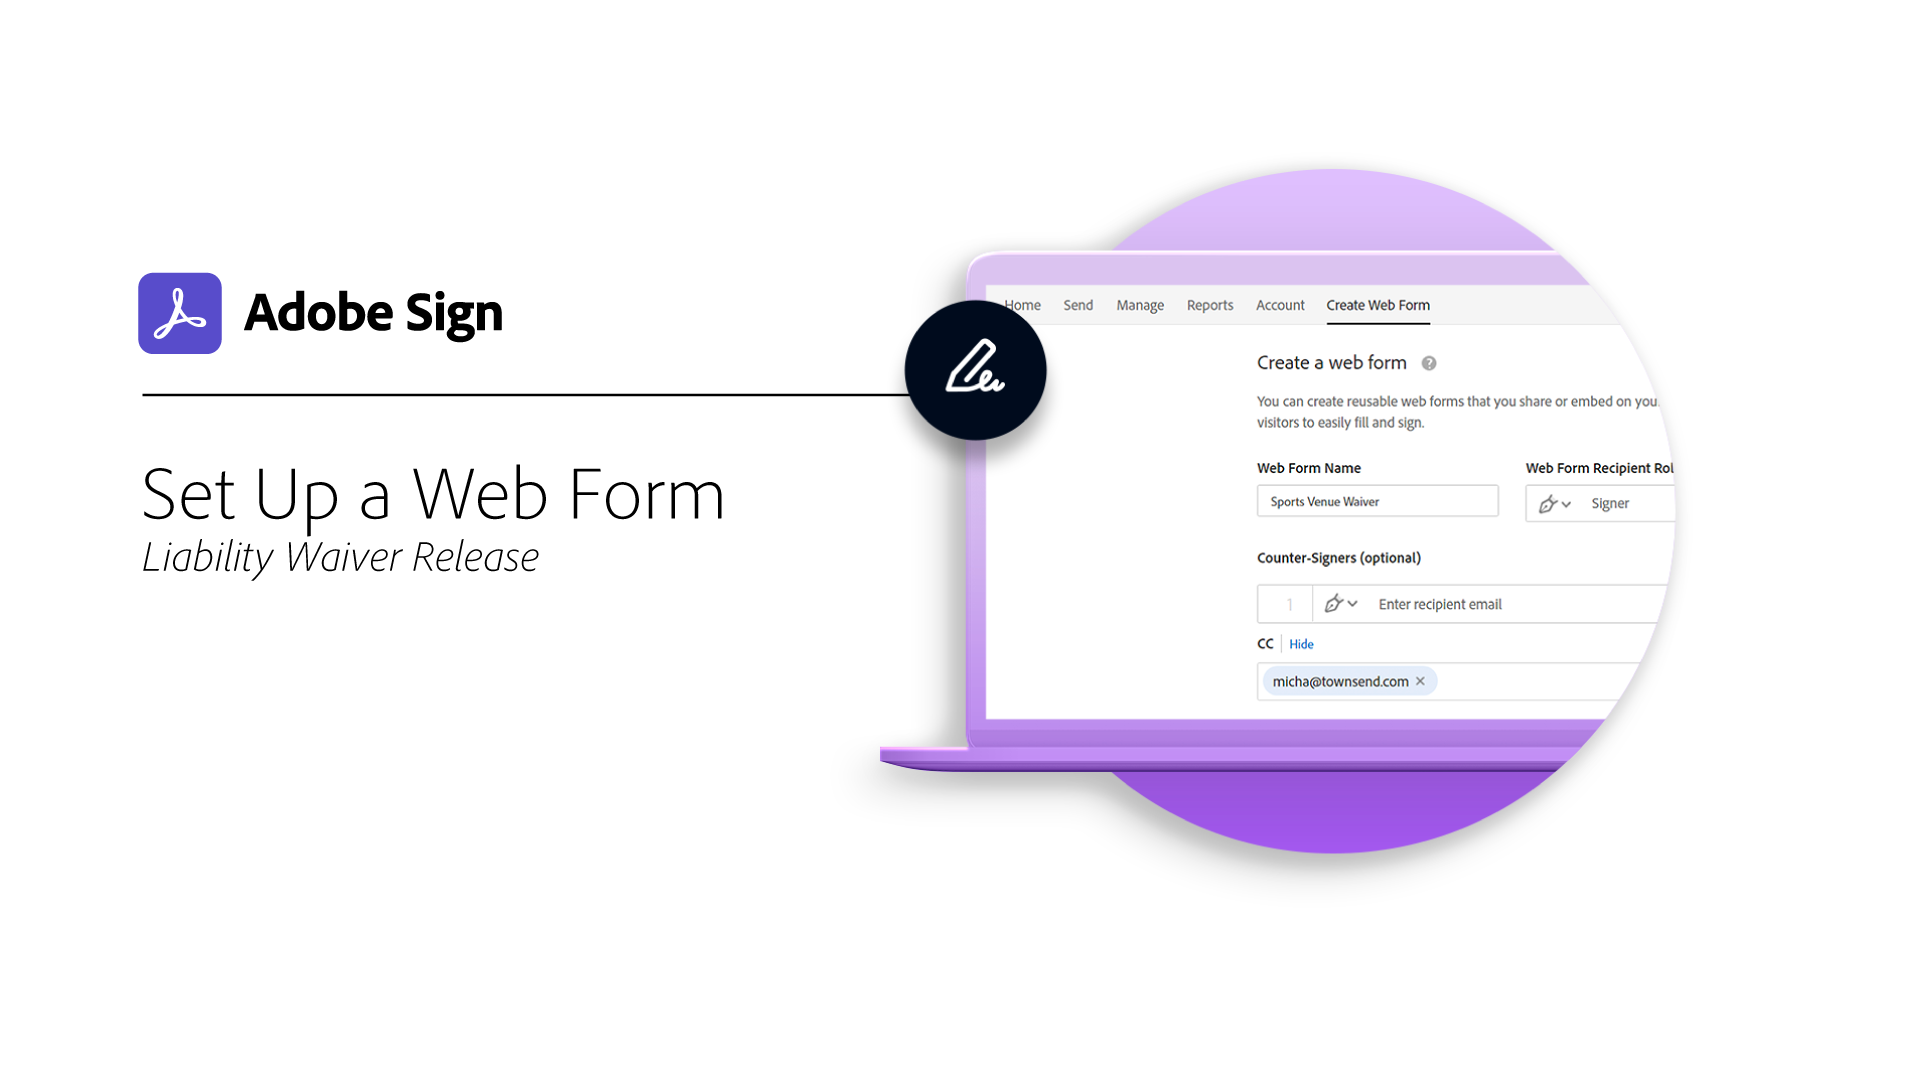 Adobe Sign
Set Up a Web Form
Liability Waiver Release
Home Send Manage Reports Account Create Web Form
Create a web form ?
You can create reusable web forms that you share or embed on you
visitors to easily fill and sign.
Web Form Name Web Form Recipient Rol
Sports Venue Waiver Signer
Counter-Signers (optional)
1 Enter recipient email
CC Hide
micha@townsend.com ×